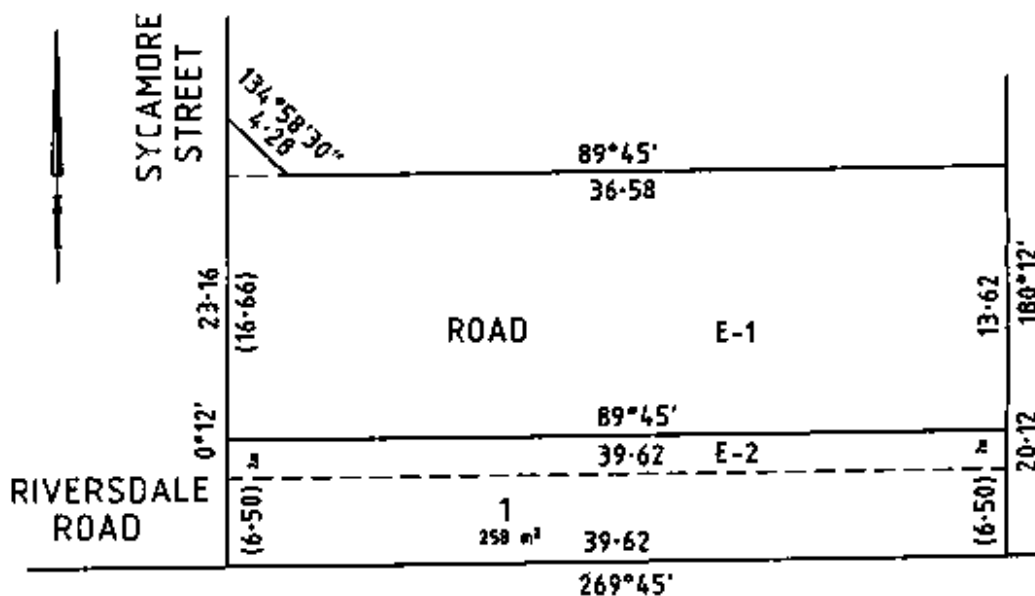 SYCAMORE
STREET
134°58'30"
4·28
89°45'
36·58
23·16
(16·66)
ROAD
E-1
13·62
180°12'
0°12'
89°45'
39·62
E-2
2m
2m
20·12
RIVERSDALE
ROAD
(6·50)
1
258 m²
39·62
(6·50)
269°45'